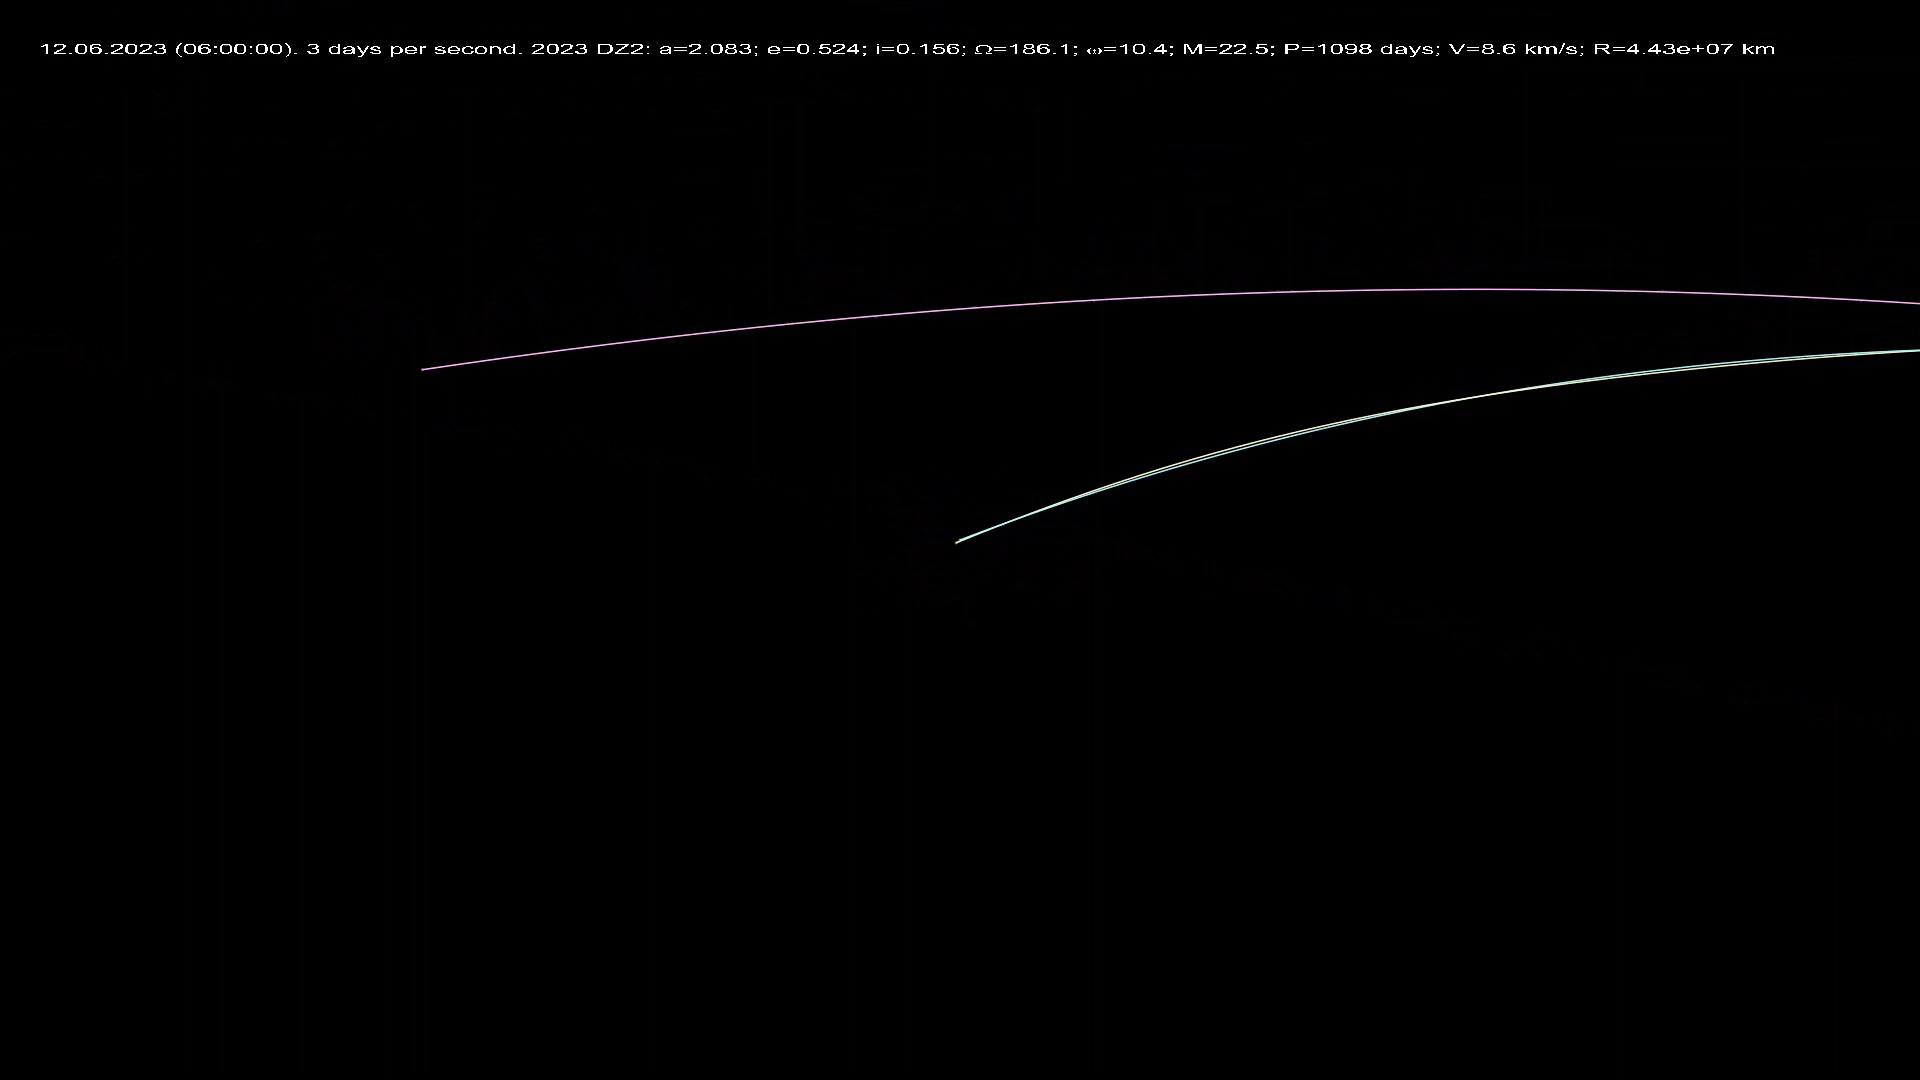 12.06.2023 (06:00:00). 3 days per second. 2023 DZ2: a=2.083; e=0.524; i=0.156; Ω=186.1; ω=10.4; M=22.5; P=1098 days; V=8.6 km/s; R=4.43e+07 km